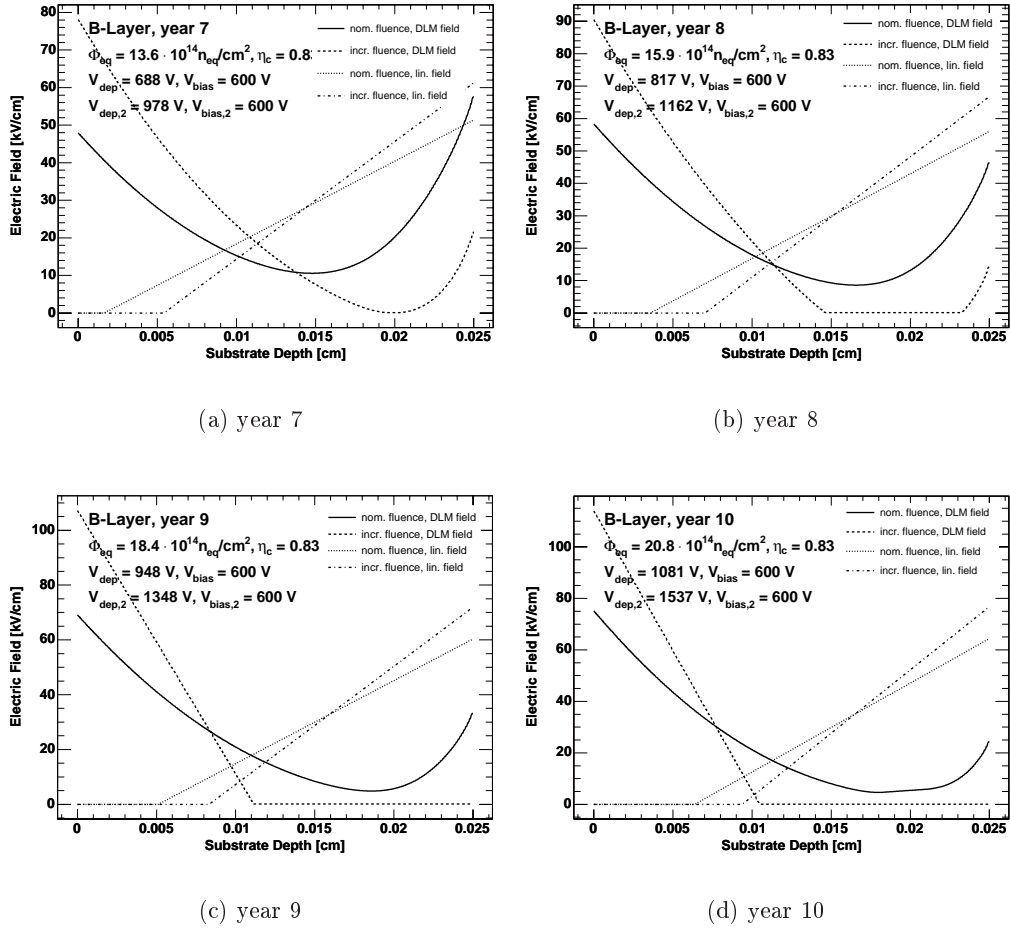 B-Layer, year 7
Φeq = 13.6 · 10¹⁴neq/cm², ηc = 0.8
Vdep = 688 V, Vbias = 600 V
Vdep,2 = 978 V, Vbias,2 = 600 V
nom. fluence, DLM field
incr. fluence, DLM field
nom. fluence, lin. field
incr. fluence, lin. field
Electric Field [kV/cm]
80
70
60
50
40
30
20
10
0
0 0.005 0.01 0.015 0.02 0.025
Substrate Depth [cm]
(a) year 7
B-Layer, year 8
Φeq = 15.9 · 10¹⁴neq/cm², ηc = 0.83
Vdep = 817 V, Vbias = 600 V
Vdep,2 = 1162 V, Vbias,2 = 600 V
nom. fluence, DLM field
incr. fluence, DLM field
nom. fluence, lin. field
incr. fluence, lin. field
Electric Field [kV/cm]
90
80
70
60
50
40
30
20
10
0
0 0.005 0.01 0.015 0.02 0.025
Substrate Depth [cm]
(b) year 8
B-Layer, year 9
Φeq = 18.4 · 10¹⁴neq/cm², ηc = 0.83
Vdep = 948 V, Vbias = 600 V
Vdep,2 = 1348 V, Vbias,2 = 600 V
nom. fluence, DLM field
incr. fluence, DLM field
nom. fluence, lin. field
incr. fluence, lin. field
Electric Field [kV/cm]
100
80
60
40
20
0
0 0.005 0.01 0.015 0.02 0.025
Substrate Depth [cm]
(c) year 9
B-Layer, year 10
Φeq = 20.8 · 10¹⁴neq/cm², ηc = 0.83
Vdep = 1081 V, Vbias = 600 V
Vdep,2 = 1537 V, Vbias,2 = 600 V
nom. fluence, DLM field
incr. fluence, DLM field
nom. fluence, lin. field
incr. fluence, lin. field
Electric Field [kV/cm]
100
80
60
40
20
0
0 0.005 0.01 0.015 0.02 0.025
Substrate Depth [cm]
(d) year 10